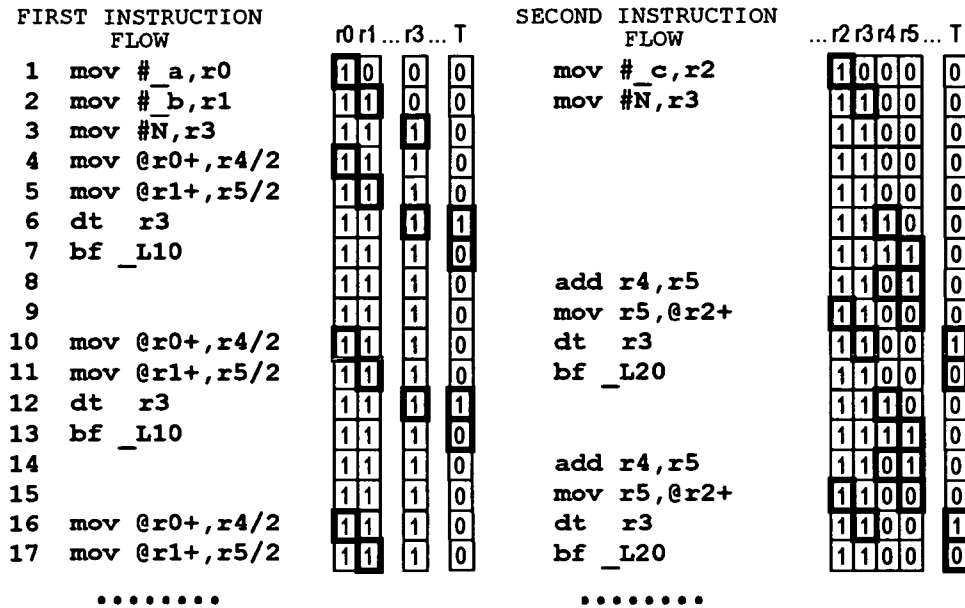 FIRST INSTRUCTION FLOW r0 r1 ... r3 ... T SECOND INSTRUCTION FLOW ... r2 r3 r4 r5 ... T
1 mov #_a,r0 1 0 0 0 mov #_c,r2 1 0 0 0 0
2 mov #_b,r1 1 1 0 0 mov #N,r3 1 1 0 0 0
3 mov #N,r3 1 1 1 0 1 1 0 0 0
4 mov @r0+,r4/2 1 1 1 0 1 1 0 0 0
5 mov @r1+,r5/2 1 1 1 0 1 1 0 0 0
6 dt r3 1 1 1 1 1 1 1 0 0
7 bf _L10 1 1 1 0 1 1 1 1 0
8 1 1 1 0 add r4,r5 1 1 0 1 0
9 1 1 1 0 mov r5,@r2+ 1 1 0 0 0
10 mov @r0+,r4/2 1 1 1 0 dt r3 1 1 0 0 1
11 mov @r1+,r5/2 1 1 1 0 bf _L20 1 1 0 0 0
12 dt r3 1 1 1 1 1 1 1 0 0
13 bf _L10 1 1 1 0 1 1 1 1 0
14 1 1 1 0 add r4,r5 1 1 0 1 0
15 1 1 1 0 mov r5,@r2+ 1 1 0 0 0
16 mov @r0+,r4/2 1 1 1 0 dt r3 1 1 0 0 1
17 mov @r1+,r5/2 1 1 1 0 bf _L20 1 1 0 0 0
........ ........